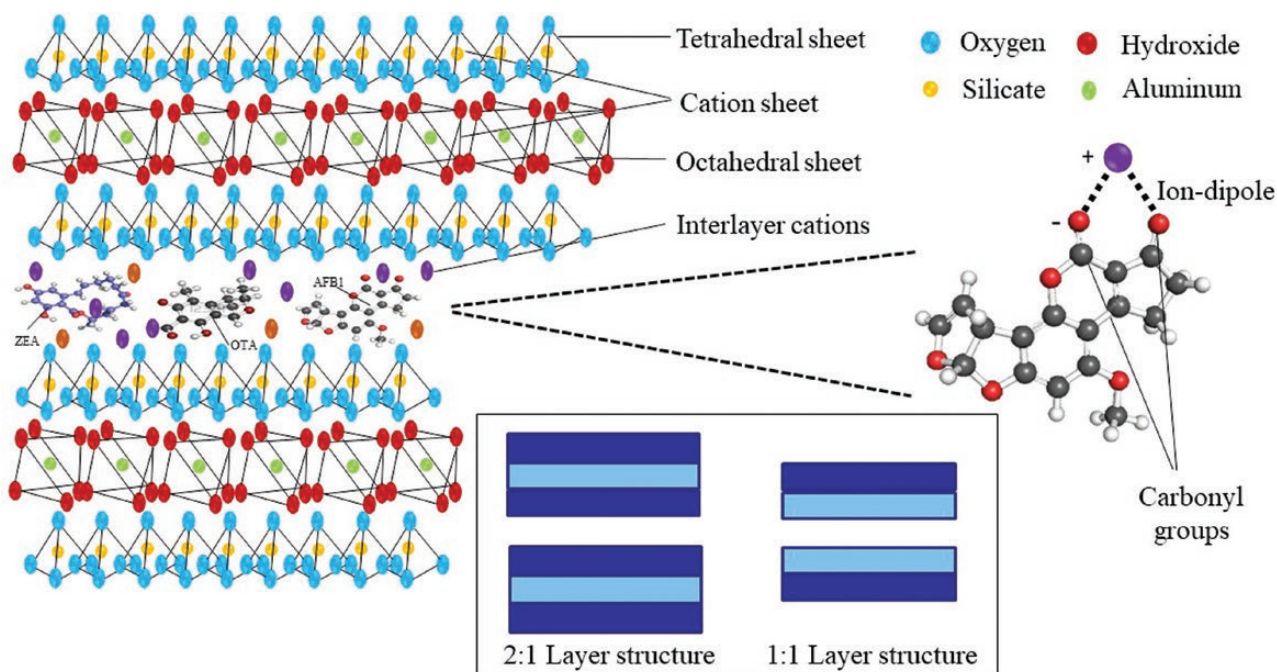 Tetrahedral sheet
Cation sheet
Octahedral sheet
Interlayer cations
Oxygen
Hydroxide
Silicate
Aluminum
+
Ion-dipole
-
AFB1
ZEA
OTA
Carbonyl
groups
2:1 Layer structure
1:1 Layer structure